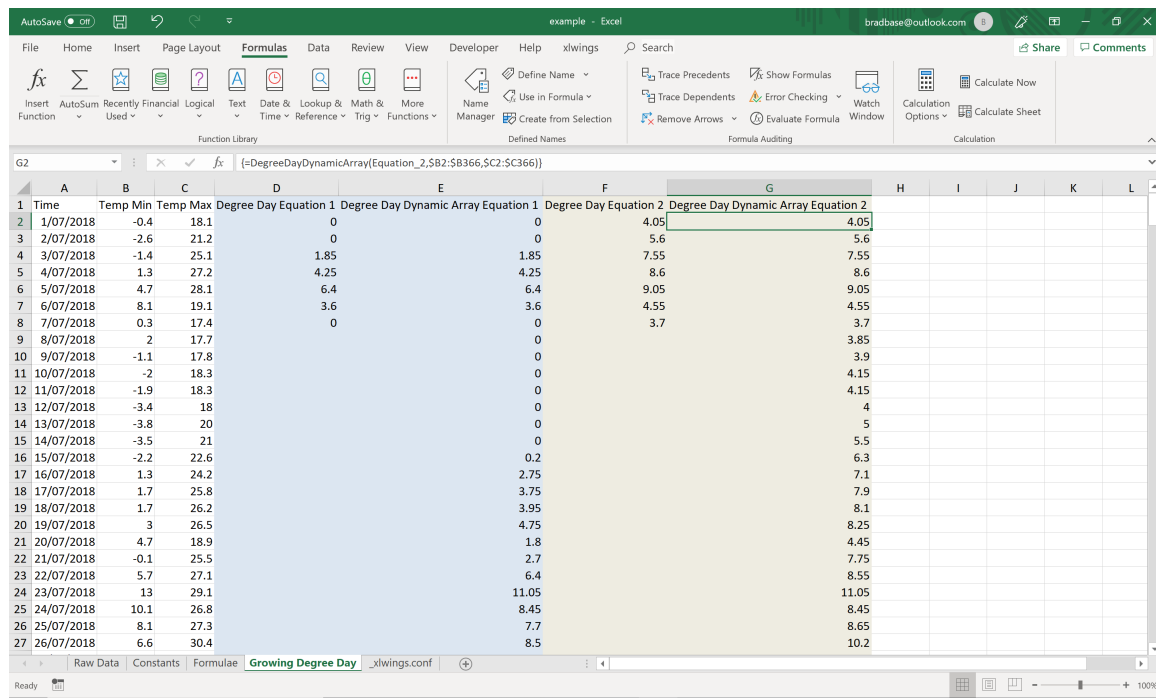 AutoSave Off example - Excel bradbase@outlook.com B
File Home Insert Page Layout Formulas Data Review View Developer Help xlwings Search Share Comments
fx Insert Function
AutoSum
Recently Used
Financial
Logical
Text
Date & Time
Lookup & Reference
Math & Trig
More Functions
Function Library
Name Manager
Define Name
Use in Formula
Create from Selection
Defined Names
Trace Precedents
Trace Dependents
Remove Arrows
Show Formulas
Error Checking
Evaluate Formula
Watch Window
Formula Auditing
Calculation Options
Calculate Now
Calculate Sheet
Calculation
G2 fx {=DegreeDayDynamicArray(Equation_2,$B2:$B366,$C2:$C366)}
A B C D E F G H I J K L
1 Time Temp Min Temp Max Degree Day Equation 1 Degree Day Dynamic Array Equation 1 Degree Day Equation 2 Degree Day Dynamic Array Equation 2
2 1/07/2018 -0.4 18.1 0 0 4.05 4.05
3 2/07/2018 -2.6 21.2 0 0 5.6 5.6
4 3/07/2018 -1.4 25.1 1.85 1.85 7.55 7.55
5 4/07/2018 1.3 27.2 4.25 4.25 8.6 8.6
6 5/07/2018 4.7 28.1 6.4 6.4 9.05 9.05
7 6/07/2018 8.1 19.1 3.6 3.6 4.55 4.55
8 7/07/2018 0.3 17.4 0 0 3.7 3.7
9 8/07/2018 2 17.7 0 3.85
10 9/07/2018 -1.1 17.8 0 3.9
11 10/07/2018 -2 18.3 0 4.15
12 11/07/2018 -1.9 18.3 0 4.15
13 12/07/2018 -3.4 18 0 4
14 13/07/2018 -3.8 20 0 5
15 14/07/2018 -3.5 21 0 5.5
16 15/07/2018 -2.2 22.6 0.2 6.3
17 16/07/2018 1.3 24.2 2.75 7.1
18 17/07/2018 1.7 25.8 3.75 7.9
19 18/07/2018 1.7 26.2 3.95 8.1
20 19/07/2018 3 26.5 4.75 8.25
21 20/07/2018 4.7 18.9 1.8 4.45
22 21/07/2018 -0.1 25.5 2.7 7.75
23 22/07/2018 5.7 27.1 6.4 8.55
24 23/07/2018 13 29.1 11.05 11.05
25 24/07/2018 10.1 26.8 8.45 8.45
26 25/07/2018 8.1 27.3 7.7 8.65
27 26/07/2018 6.6 30.4 8.5 10.2
Raw Data Constants Formulae Growing Degree Day _xlwings.conf
Ready 100%